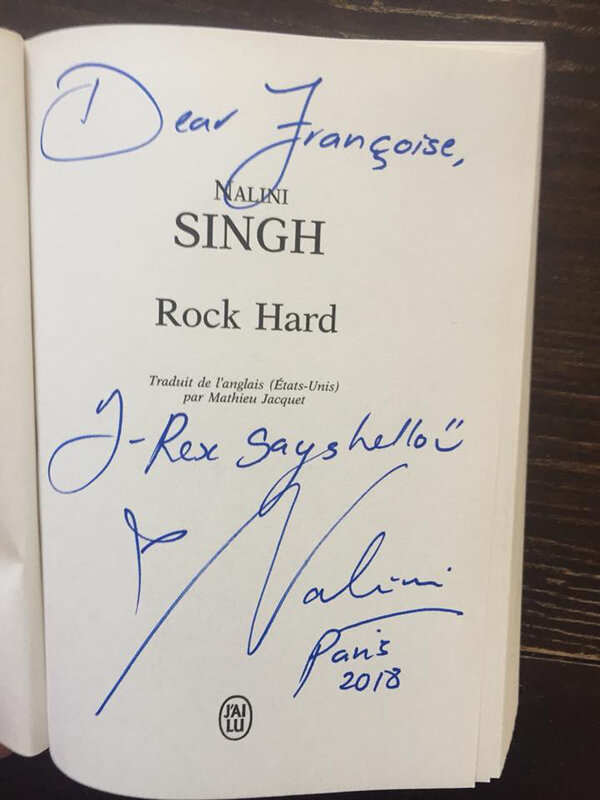 Dear Françoise,
NALINI
SINGH
Rock Hard
Traduit de l'anglais (États-Unis)
par Mathieu Jacquet
T-Rex says hello ü
Nalini
Paris
2018
J'AI
LU